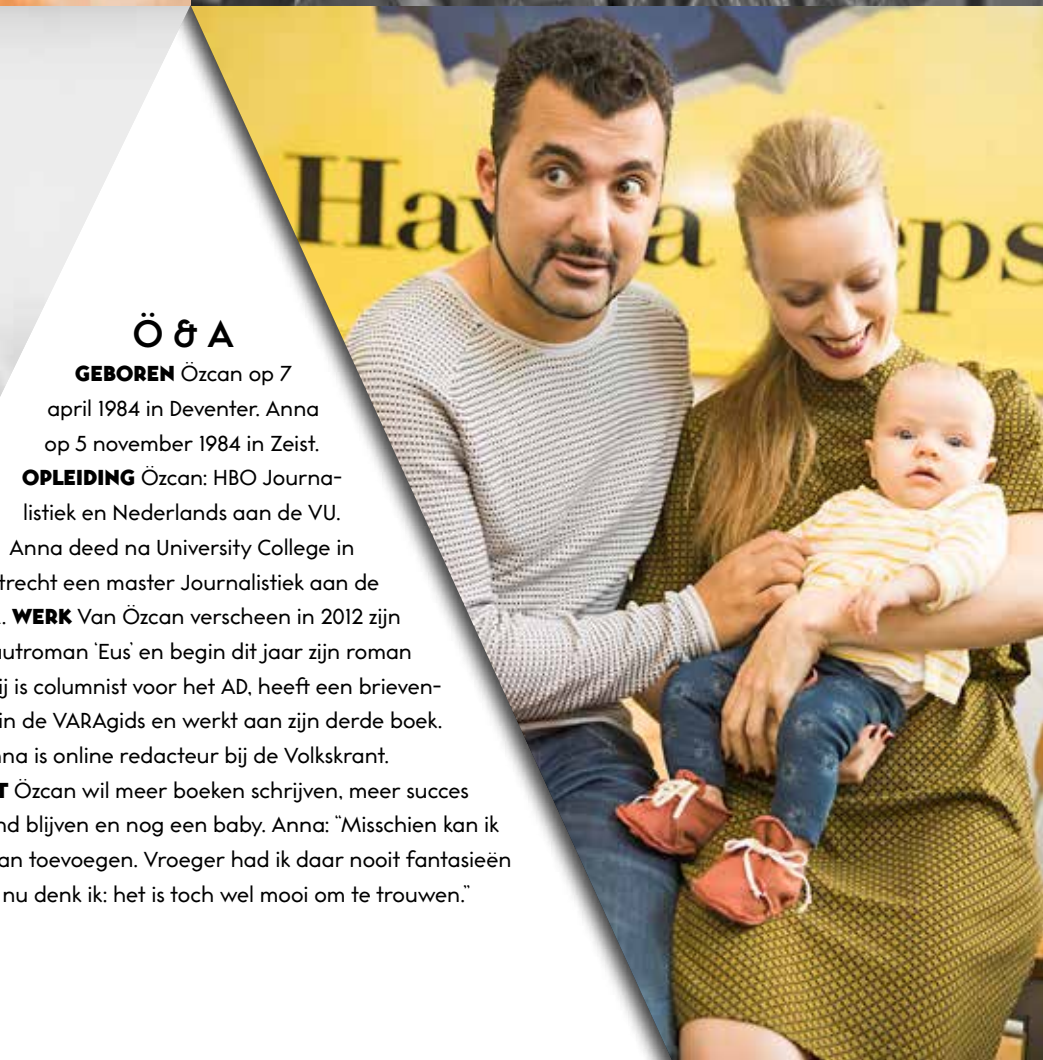 Ö & A
GEBOREN Özcan op 7
april 1984 in Deventer. Anna
op 5 november 1984 in Zeist.
OPLEIDING Özcan: HBO Journa-
listiek en Nederlands aan de VU.
Anna deed na University College in
trecht een master Journalistiek aan de
. WERK Van Özcan verscheen in 2012 zijn
utroman ‘Eus’ en begin dit jaar zijn roman
ij is columnist voor het AD, heeft een brieven-
in de VARAgids en werkt aan zijn derde boek.
nna is online redacteur bij de Volkskrant.
T Özcan wil meer boeken schrijven, meer succes
nd blijven en nog een baby. Anna: “Misschien kan ik
an toevoegen. Vroeger had ik daar nooit fantasieën
nu denk ik: het is toch wel mooi om te trouwen.”
Hav a eps